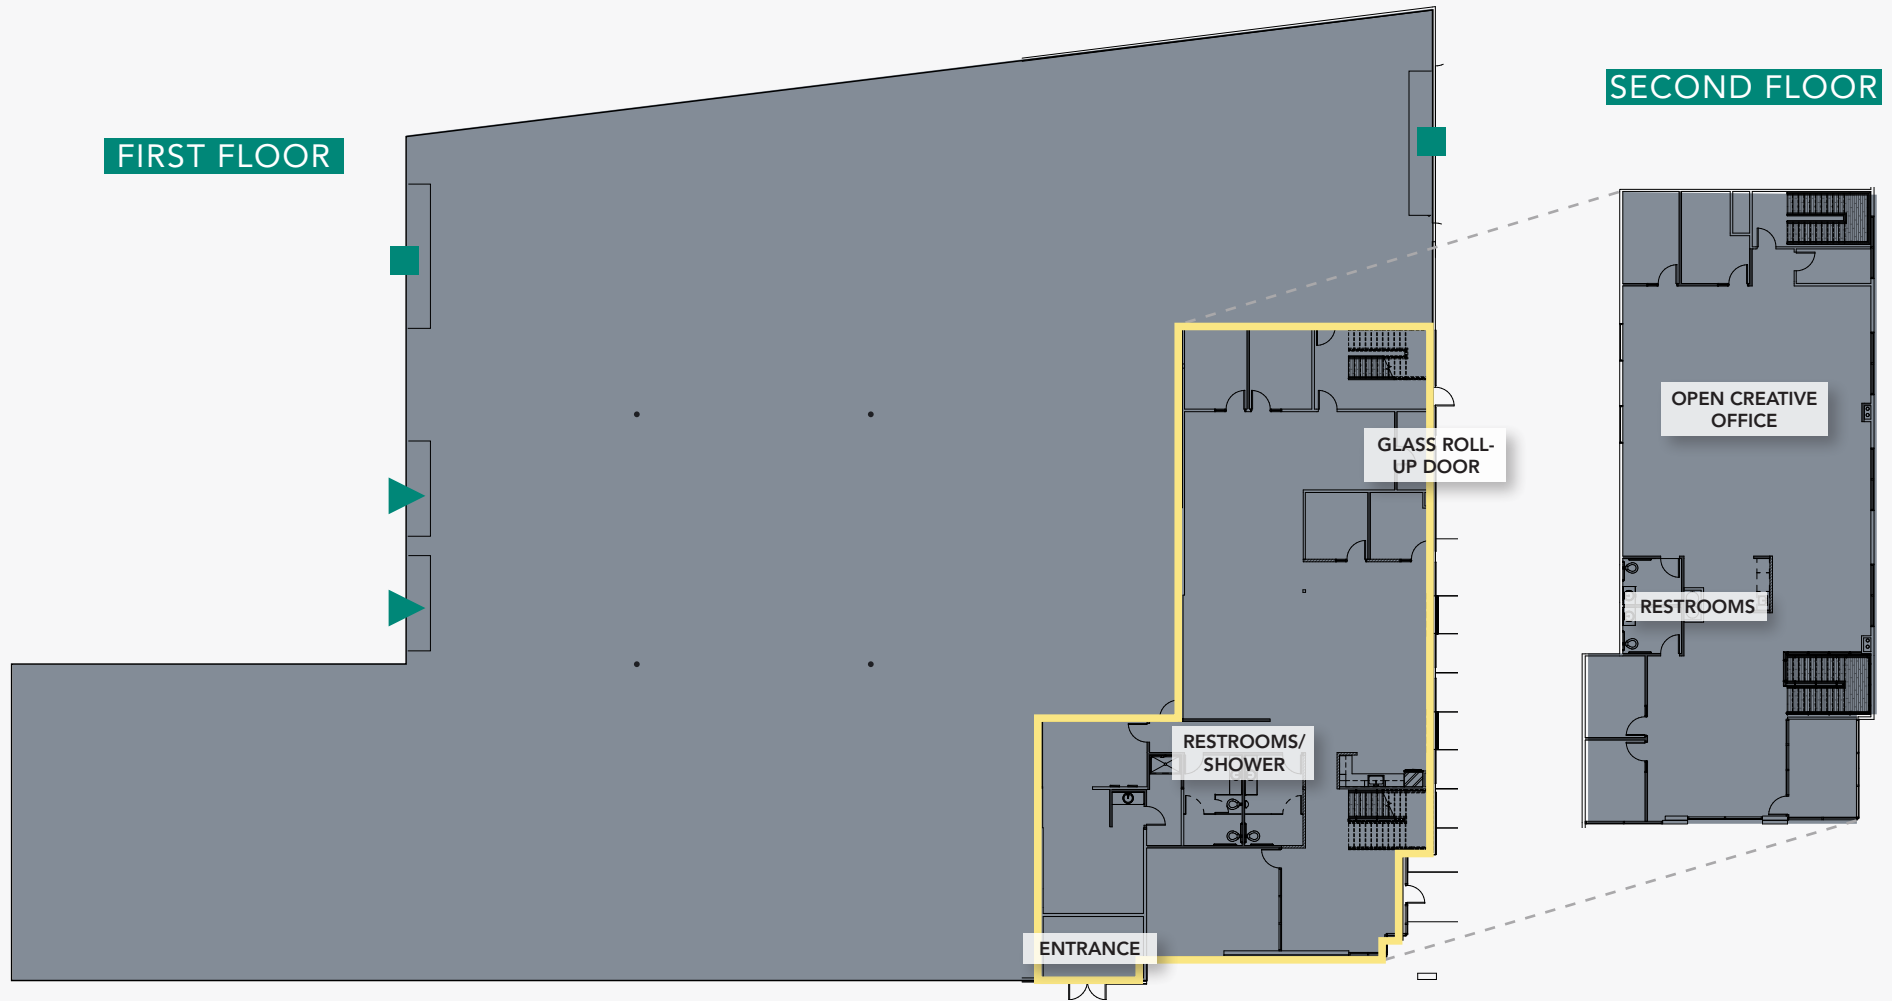 FIRST FLOOR
SECOND FLOOR
OPEN CREATIVE
OFFICE
GLASS ROLL-
UP DOOR
RESTROOMS
RESTROOMS/
SHOWER
ENTRANCE